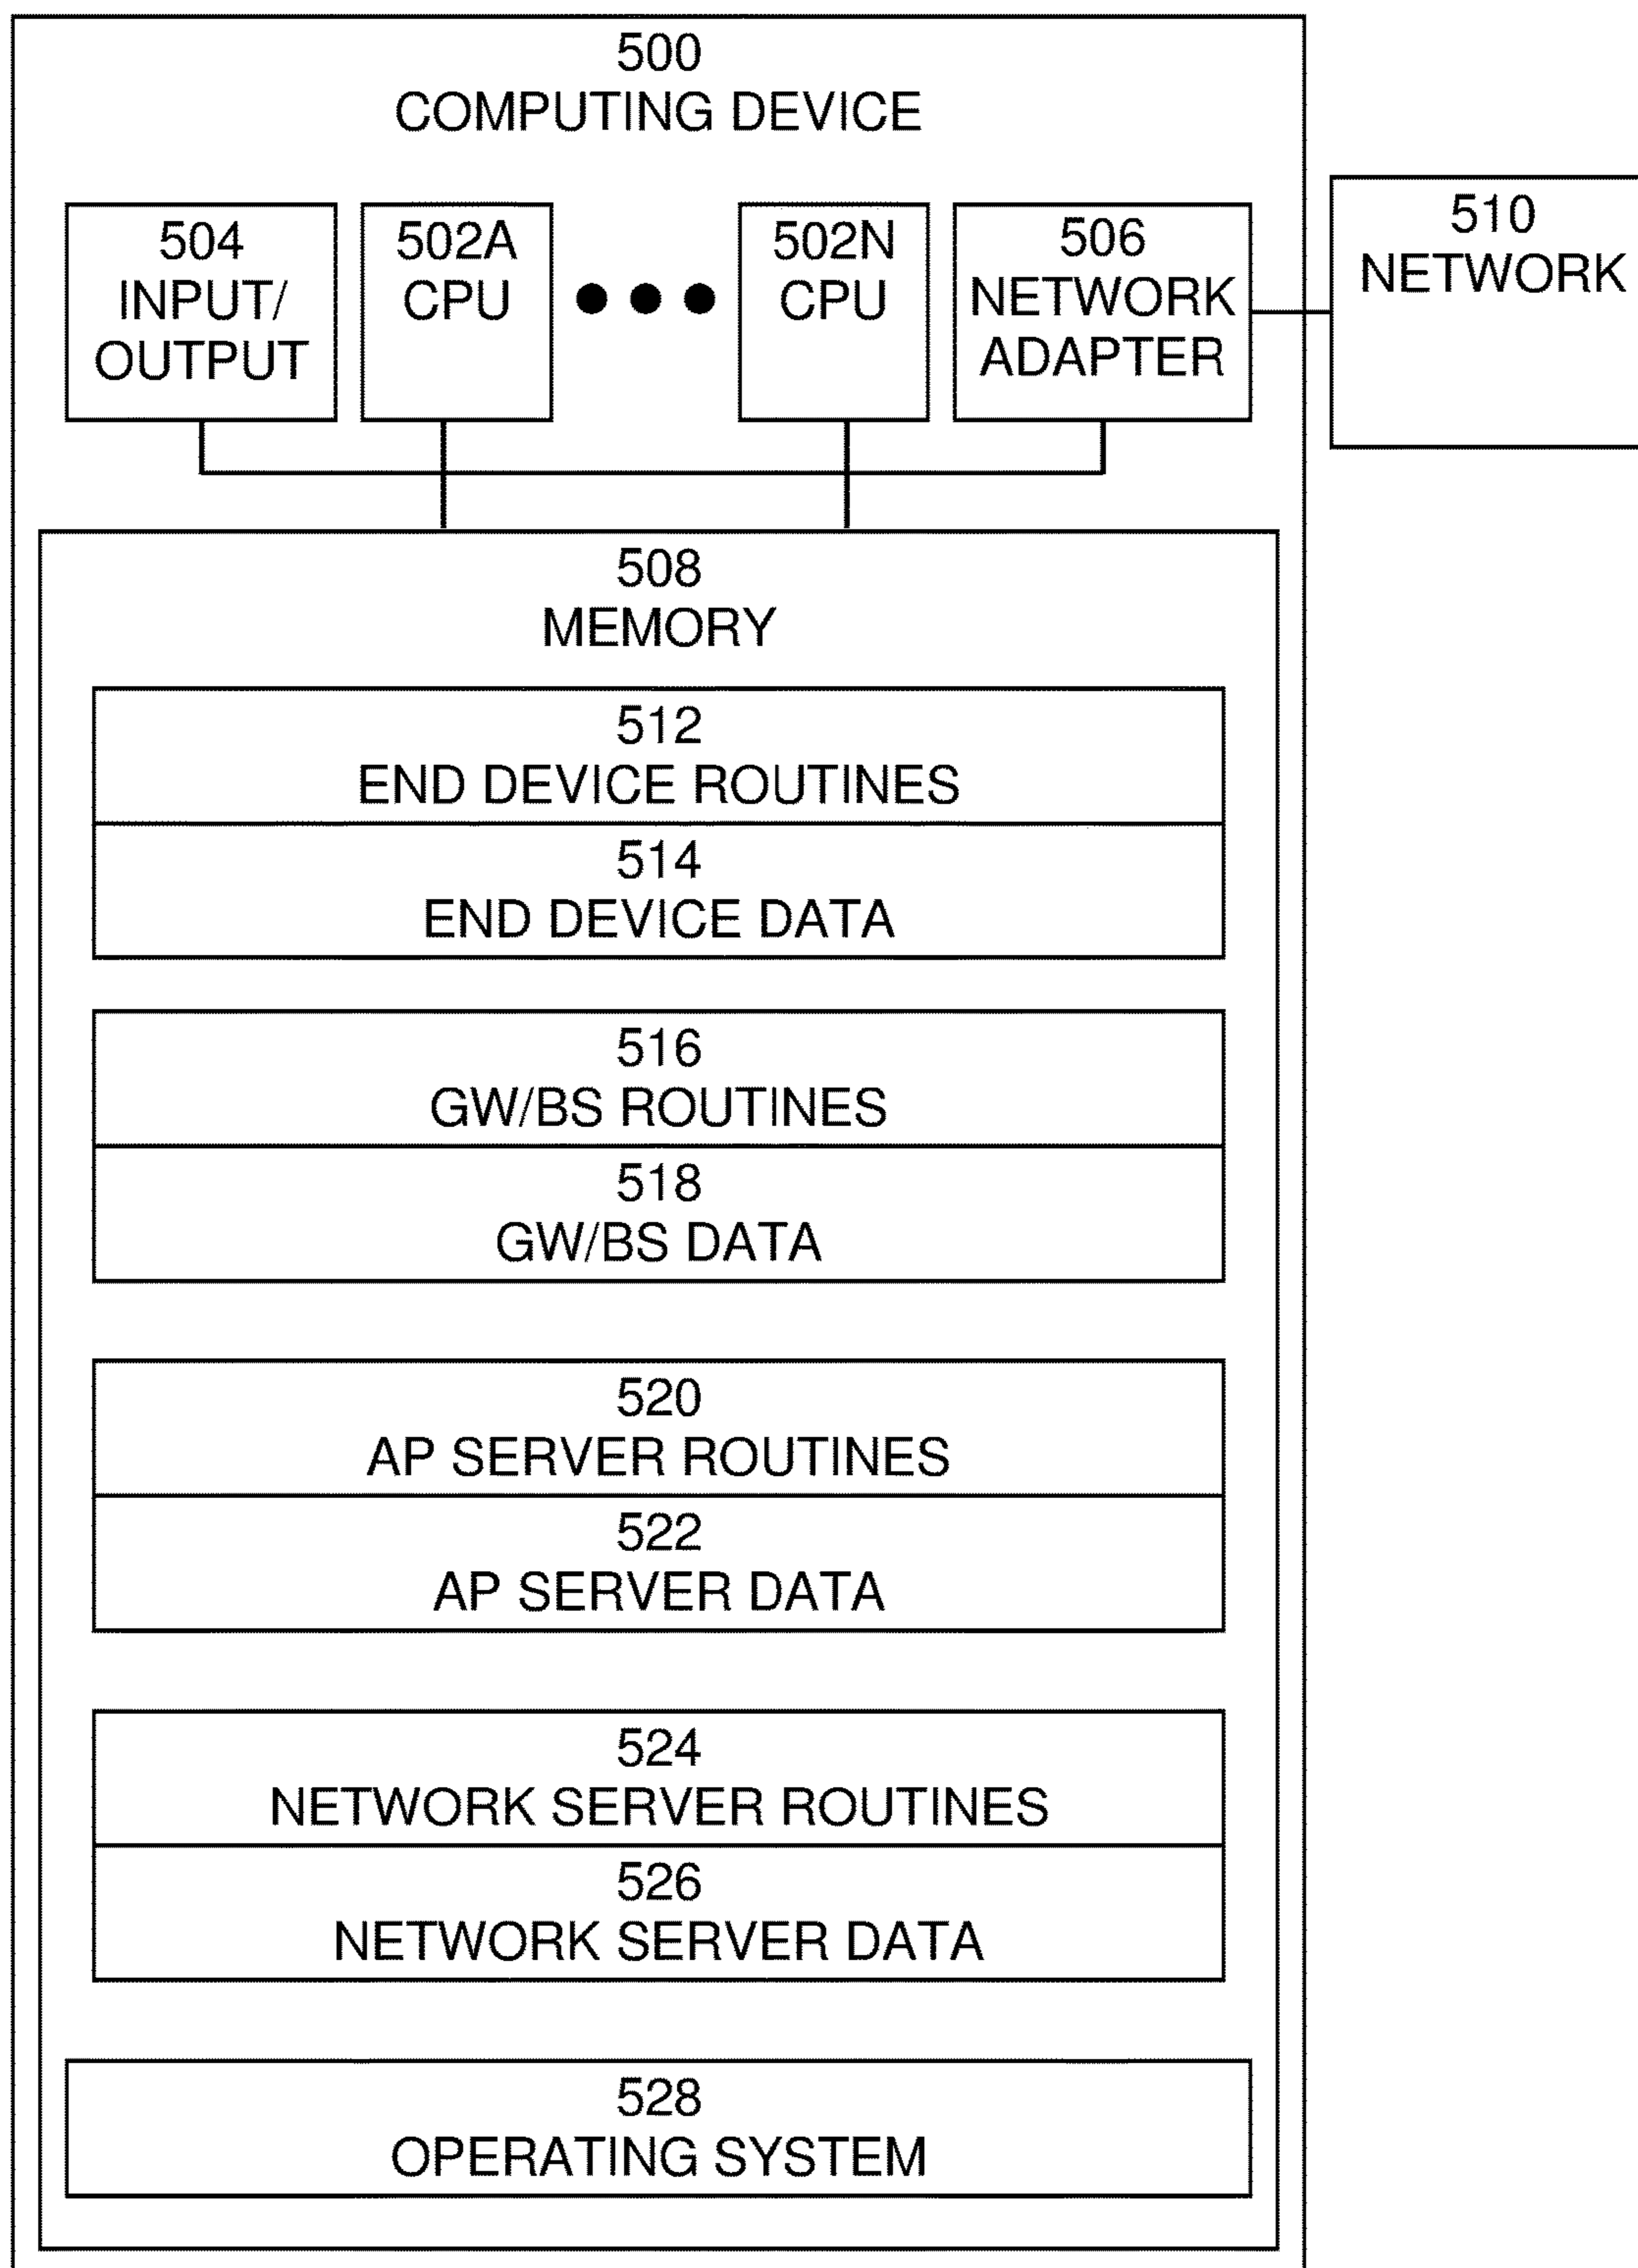 500
COMPUTING DEVICE
504
INPUT/
OUTPUT
502A
CPU
502N
CPU
506
NETWORK
ADAPTER
510
NETWORK
508
MEMORY
512
END DEVICE ROUTINES
514
END DEVICE DATA
516
GW/BS ROUTINES
518
GW/BS DATA
520
AP SERVER ROUTINES
522
AP SERVER DATA
524
NETWORK SERVER ROUTINES
526
NETWORK SERVER DATA
528
OPERATING SYSTEM